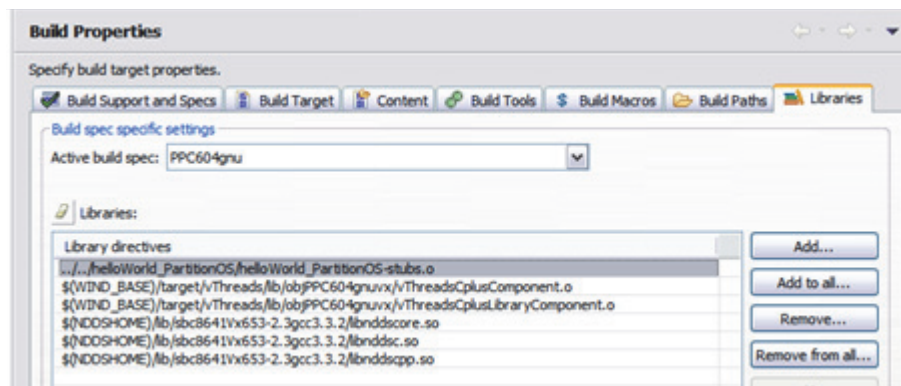 Build Properties
Specify build target properties.
Build Support and Specs Build Target Content Build Tools $ Build Macros Build Paths Libraries
Build spec specific settings
Active build spec: PPC604gnu
Libraries:
Library directives
../../helloWorld_PartitionOS/helloWorld_PartitionOS-stubs.o
$(WIND_BASE)/target/vThreads/lib/objPPC604gnuvx/vThreadsCplusComponent.o
$(WIND_BASE)/target/vThreads/lib/objPPC604gnuvx/vThreadsCplusLibraryComponent.o
$(NDDSHOME)/lib/sbc8641Vx653-2.3gcc3.3.2/libnddscore.so
$(NDDSHOME)/lib/sbc8641Vx653-2.3gcc3.3.2/libnddsc.so
$(NDDSHOME)/lib/sbc8641Vx653-2.3gcc3.3.2/libnddscpp.so
Add...
Add to all...
Remove...
Remove from all...